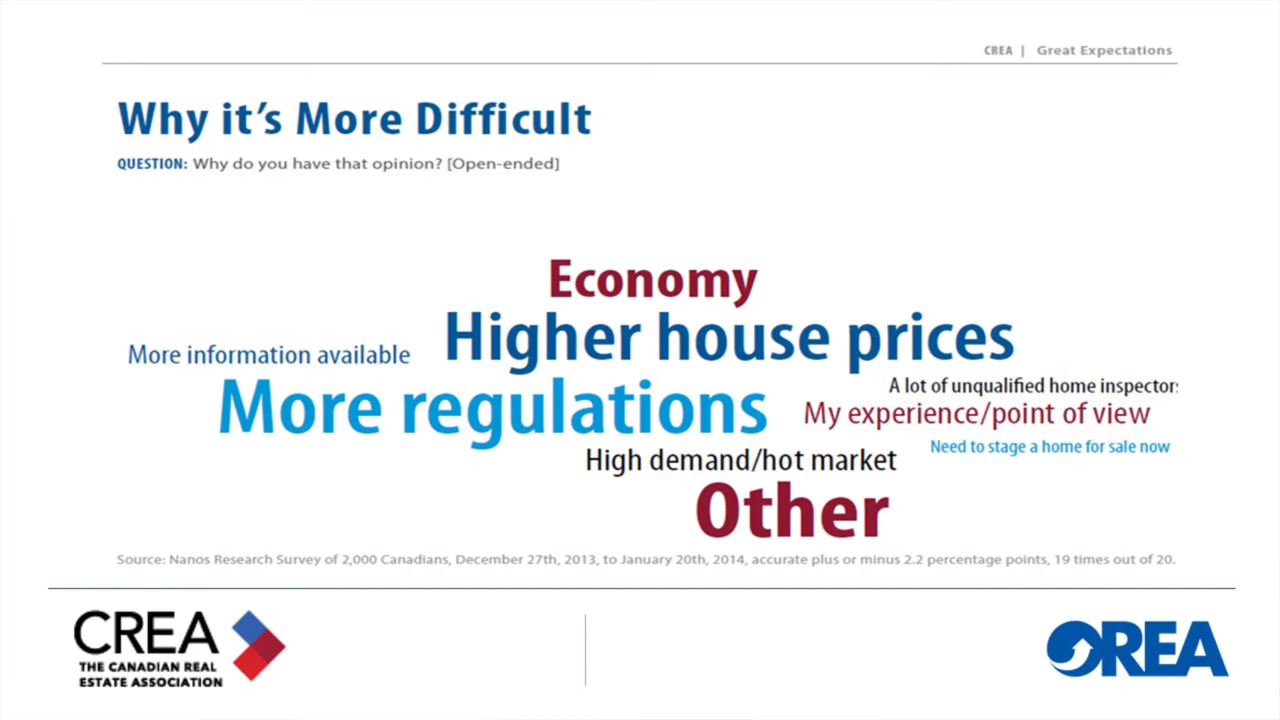 CREA | Great Expectations
Why it's More Difficult
QUESTION: Why do you have that opinion? [Open-ended]
Economy
Higher house prices
More information available
More regulations
A lot of unqualified home inspectors
My experience/point of view
Need to stage a home for sale now
High demand/hot market
Other
Source: Nanos Research Survey of 2,000 Canadians, December 27th, 2013, to January 20th, 2014, accurate plus or minus 2.2 percentage points, 19 times out of 20.
CREA
THE CANADIAN REAL
ESTATE ASSOCIATION
OREA